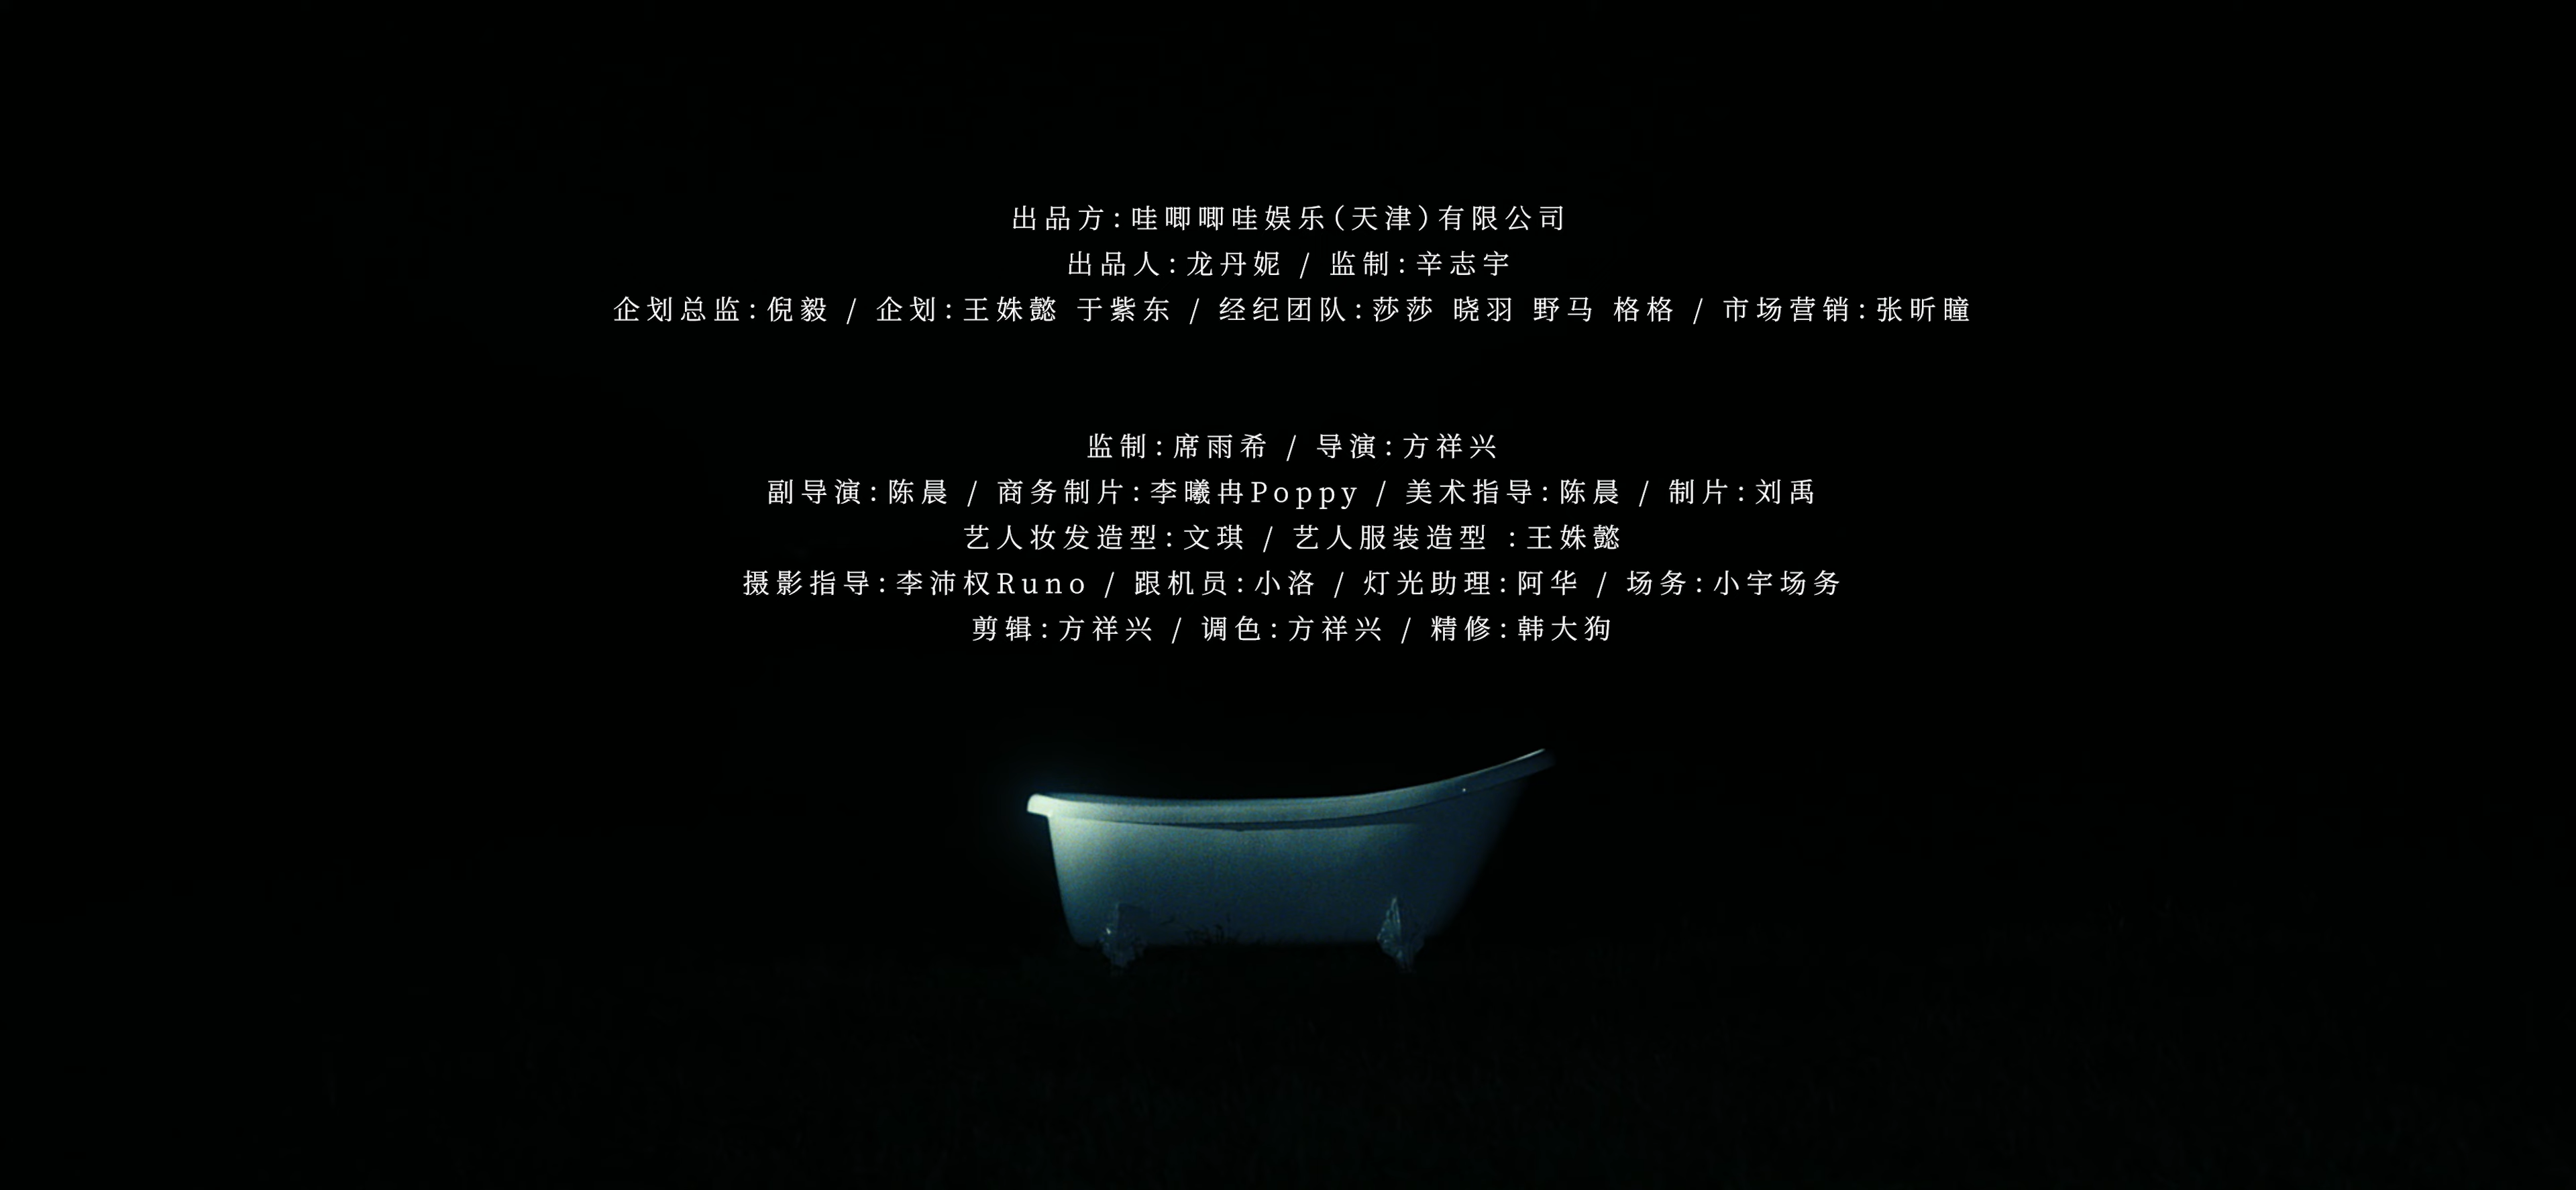 出品方:哇唧唧哇娱乐(天津)有限公司
出品人:龙丹妮 / 监制:辛志宇
企划总监:倪毅 / 企划:王姝懿 于紫东 / 经纪团队:莎莎 晓羽 野马 格格 / 市场营销:张昕瞳
监制:席雨希 / 导演:方祥兴
副导演:陈晨 / 商务制片:李曦冉Poppy / 美术指导:陈晨 / 制片:刘禹
艺人妆发造型:文琪 / 艺人服装造型 :王姝懿
摄影指导:李沛权Runo / 跟机员:小洛 / 灯光助理:阿华 / 场务:小宇场务
剪辑:方祥兴 / 调色:方祥兴 / 精修:韩大狗